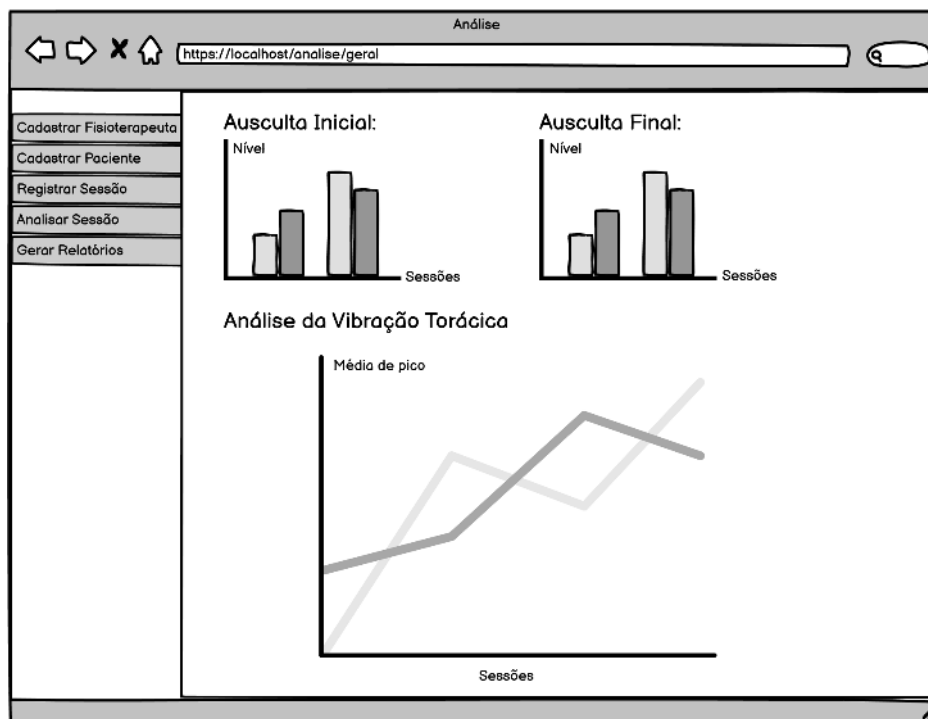 Análise
https://localhost/analise/geral
Cadastrar Fisioterapeuta
Cadastrar Paciente
Registrar Sessão
Analisar Sessão
Gerar Relatórios
Ausculta Inicial:
Nível
Sessões
Ausculta Final:
Nível
Sessões
Análise da Vibração Torácica
Média de pico
Sessões